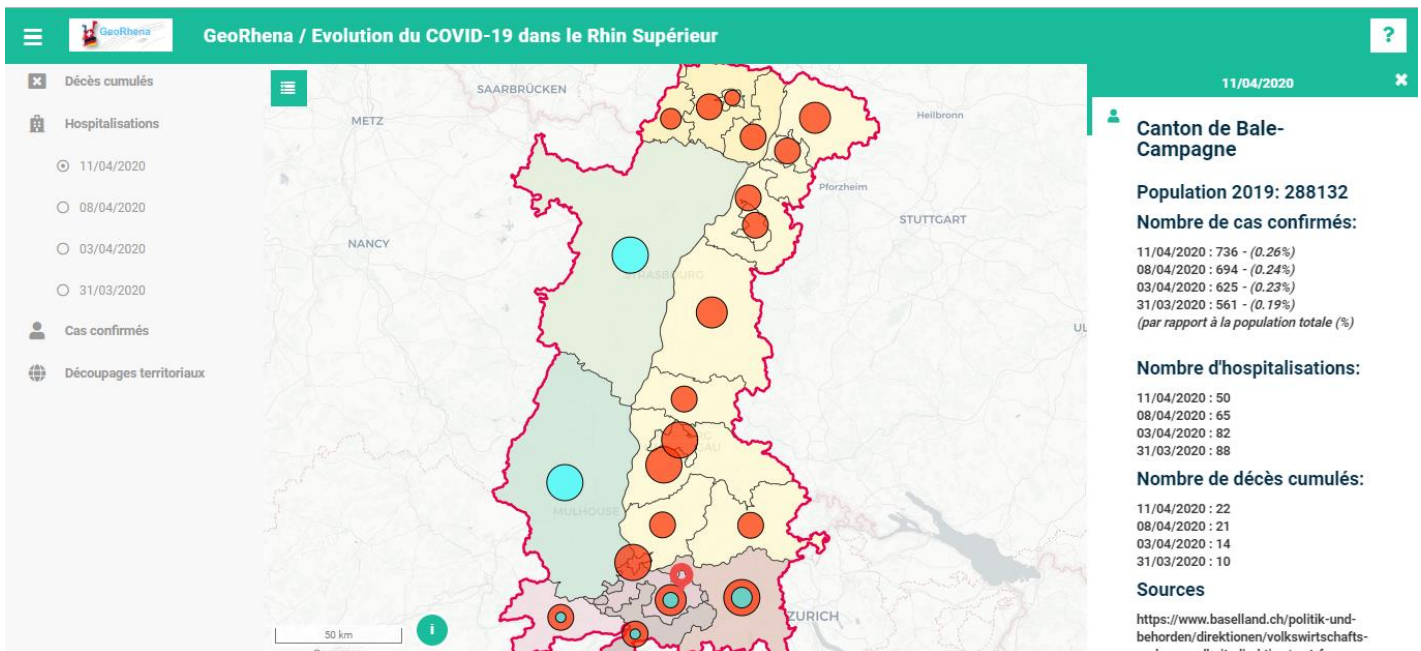 GeoRhena
GeoRhena / Evolution du COVID-19 dans le Rhin Supérieur
?
Décès cumulés
Hospitalisations
11/04/2020
08/04/2020
03/04/2020
31/03/2020
Cas confirmés
Découpages territoriaux
SAARBRÜCKEN
METZ
Heilbronn
Pforzheim
STUTTGART
NANCY
STRASBOURG
UL
MULHOUSE
ZURICH
50 km
i
11/04/2020
Canton de Bale-
Campagne
Population 2019: 288132
Nombre de cas confirmés:
11/04/2020 : 736 - (0.26%)
08/04/2020 : 694 - (0.24%)
03/04/2020 : 625 - (0.23%)
31/03/2020 : 561 - (0.19%)
(par rapport à la population totale (%)
Nombre d'hospitalisations:
11/04/2020 : 50
08/04/2020 : 65
03/04/2020 : 82
31/03/2020 : 88
Nombre de décès cumulés:
11/04/2020 : 22
08/04/2020 : 21
03/04/2020 : 14
31/03/2020 : 10
Sources
https://www.baselland.ch/politik-und-
behorden/direktionen/volkswirtschafts-